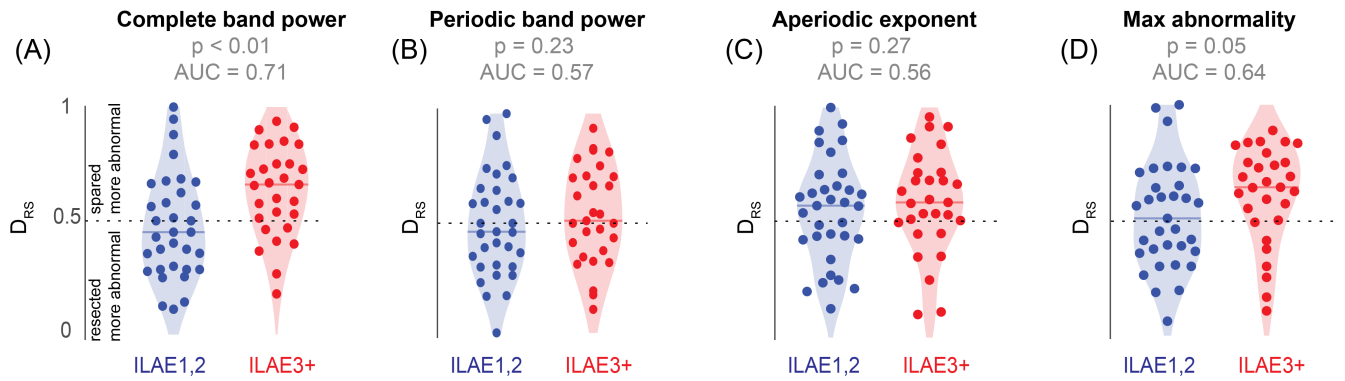 (A)
Complete band power
p < 0.01
AUC = 0.71
D_RS
1
0.5
0
spared
more abnormal
resected
more abnormal
ILAE1,2
ILAE3+
(B)
Periodic band power
p = 0.23
AUC = 0.57
D_RS
ILAE1,2
ILAE3+
(C)
Aperiodic exponent
p = 0.27
AUC = 0.56
D_RS
ILAE1,2
ILAE3+
(D)
Max abnormality
p = 0.05
AUC = 0.64
D_RS
ILAE1,2
ILAE3+